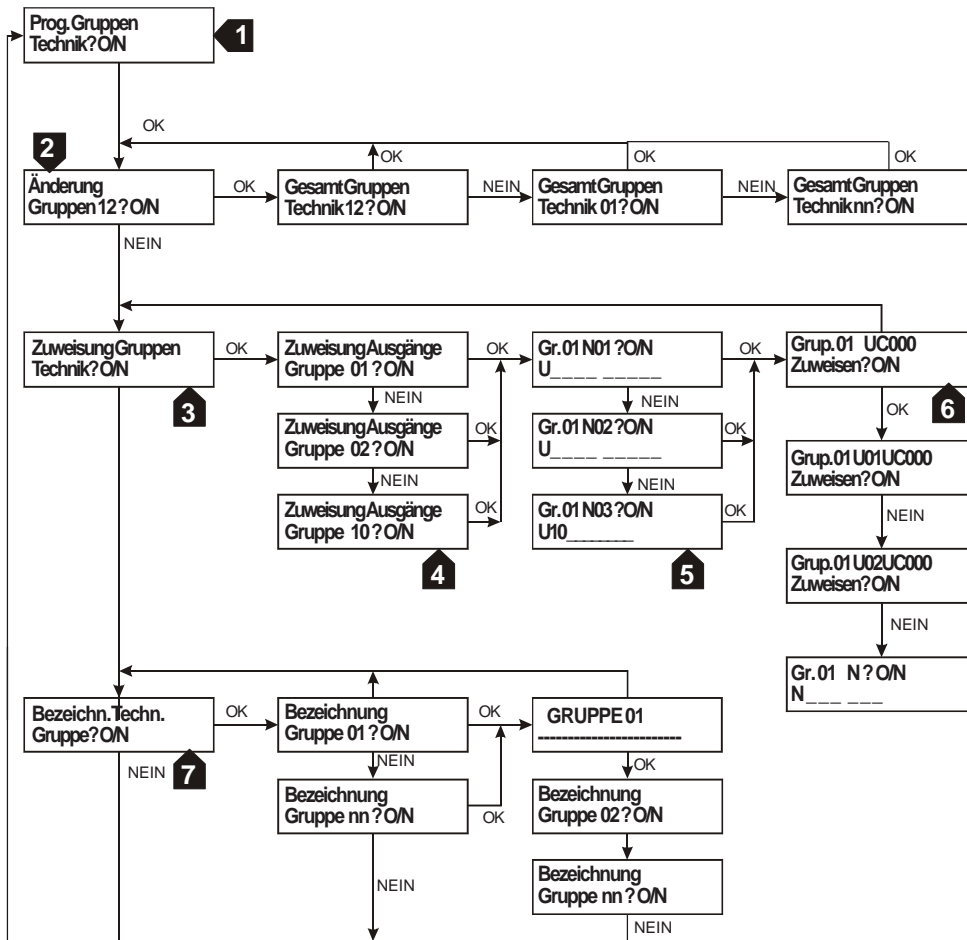 Prog. Gruppen
Technik? O/N
1
OK
2
Änderung
Gruppen 12 ? O/N
OK
Gesamt Gruppen
Technik 12 ? O/N
OK
NEIN
Gesamt Gruppen
Technik 01 ? O/N
OK
NEIN
Gesamt Gruppen
Technik nn ? O/N
OK
NEIN
Zuweisung Gruppen
Technik? O/N
3
OK
Zuweisung Ausgänge
Gruppe 01 ? O/N
OK
NEIN
Zuweisung Ausgänge
Gruppe 02 ? O/N
OK
NEIN
Zuweisung Ausgänge
Gruppe 10 ? O/N
OK
4
Gr. 01 N01 ? O/N
U____ _____
OK
NEIN
Gr. 01 N02 ? O/N
U____ _____
OK
NEIN
Gr. 01 N03 ? O/N
U10________
OK
5
Grup. 01 UC000
Zuweisen? O/N
6
OK
Grup. 01 U01 UC000
Zuweisen? O/N
NEIN
Grup. 01 U02 UC000
Zuweisen? O/N
NEIN
Gr. 01 N ? O/N
N___ ___
Bezeichn. Techn.
Gruppe? O/N
7
OK
NEIN
Bezeichnung
Gruppe 01 ? O/N
OK
NEIN
Bezeichnung
Gruppe nn ? O/N
OK
NEIN
GRUPPE 01
-------------------------
OK
Bezeichnung
Gruppe 02 ? O/N
Bezeichnung
Gruppe nn ? O/N
NEIN